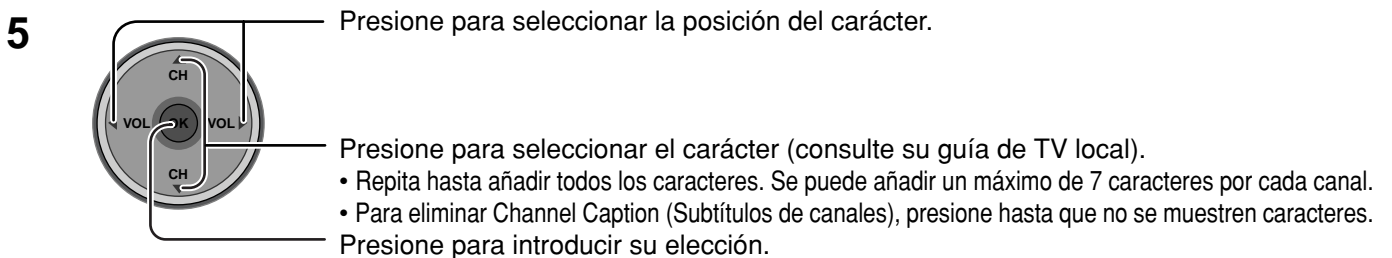 5
Presione para seleccionar la posición del carácter.
CH
VOL OK VOL
CH
Presione para seleccionar el carácter (consulte su guía de TV local).
• Repita hasta añadir todos los caracteres. Se puede añadir un máximo de 7 caracteres por cada canal.
• Para eliminar Channel Caption (Subtítulos de canales), presione hasta que no se muestren caracteres.
Presione para introducir su elección.